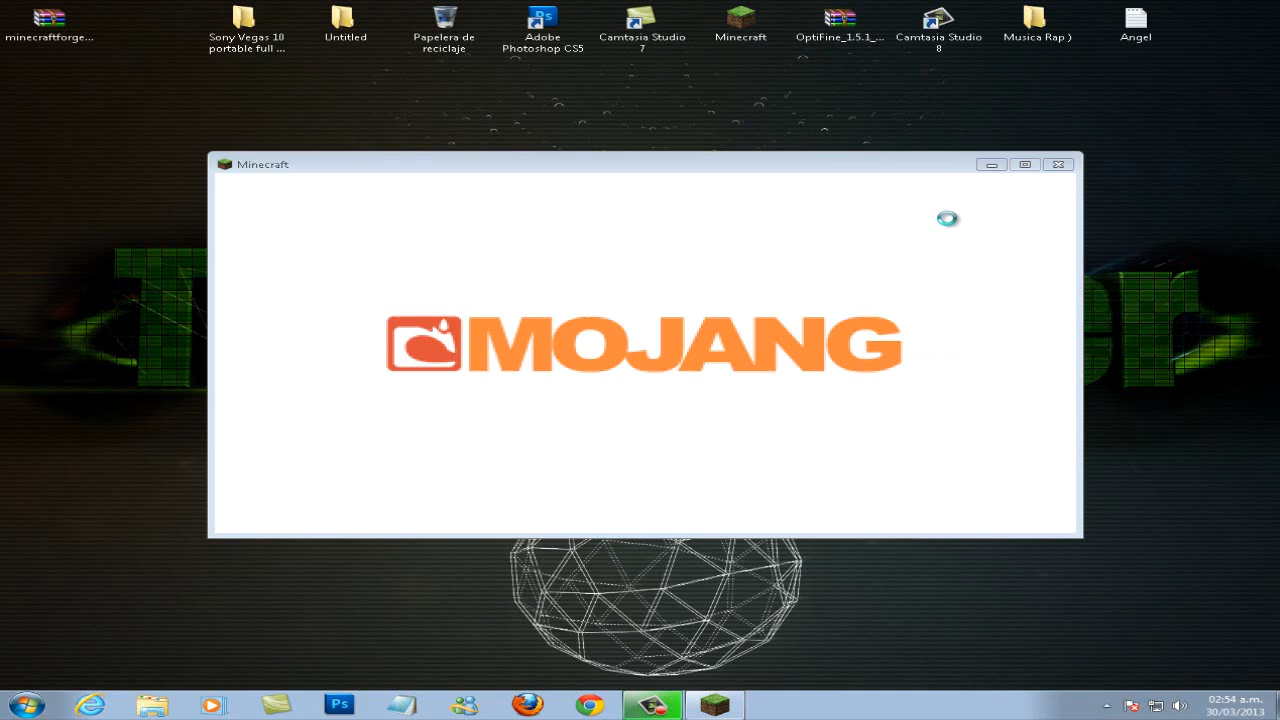 minecraftforge...
Sony Vegas 10
portable full ...
Untitled
Papelera de
reciclaje
Adobe
Photoshop CS5
Camtasia Studio
7
Minecraft
OptiFine_1.5.1_...
Camtasia Studio
8
Musica Rap )
Angel
Minecraft
MOJANG
Ps
02:54 a.m.
30/03/2013